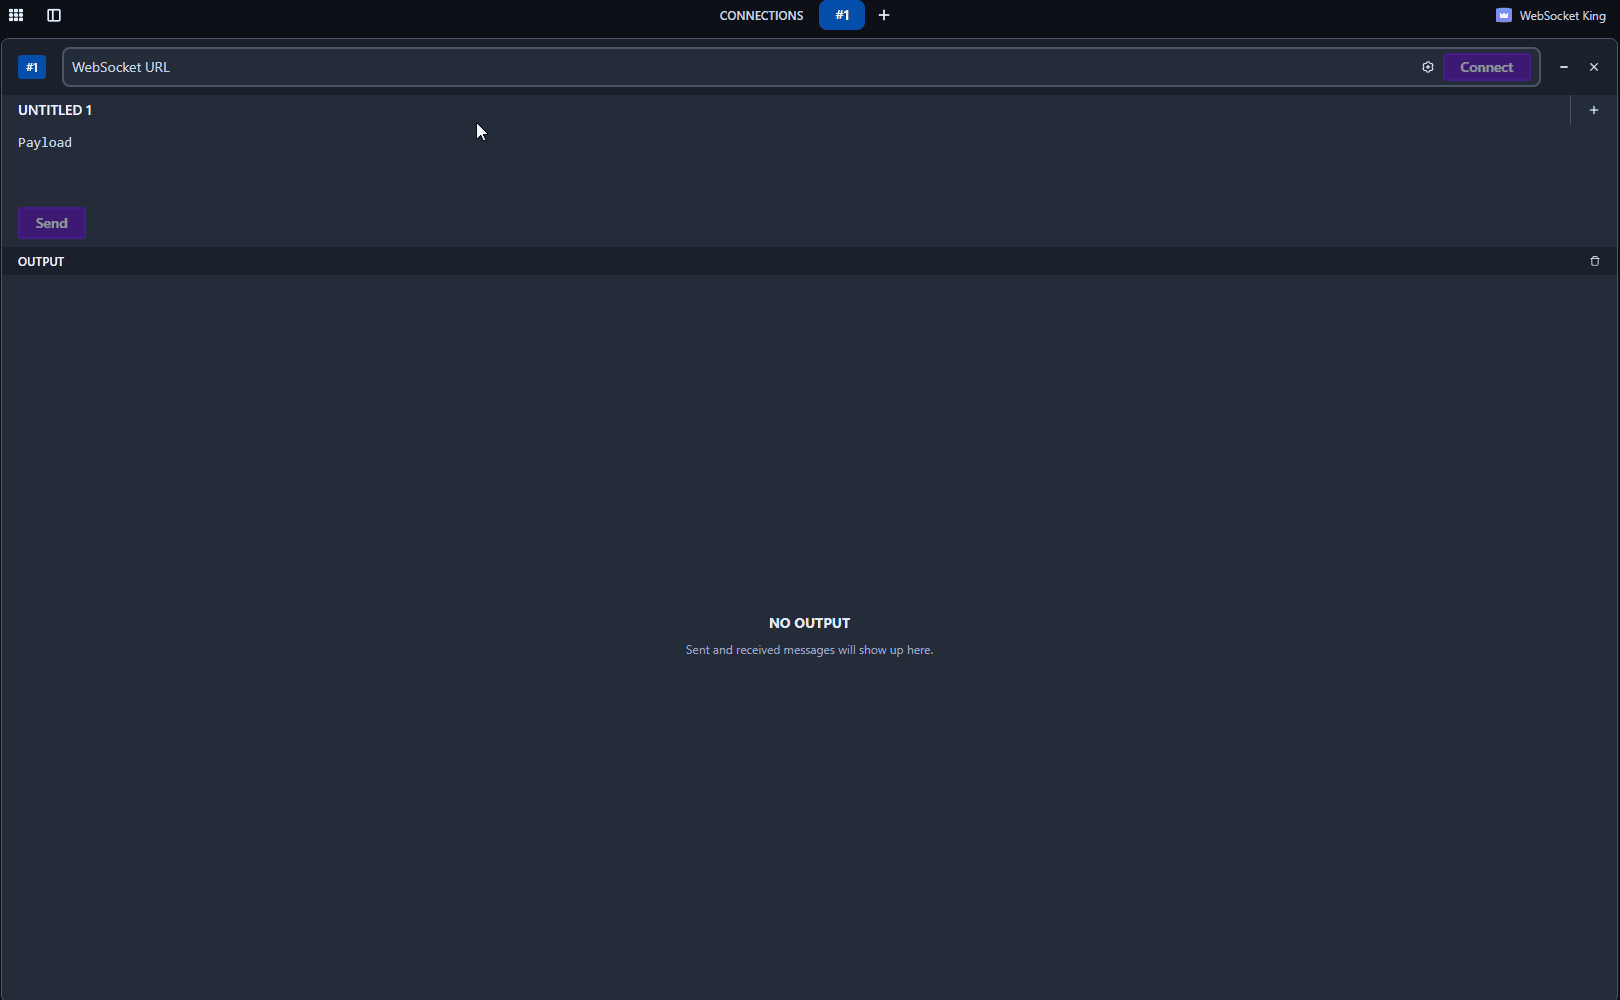 CONNECTIONS #1 + WebSocket King
#1 WebSocket URL Connect
UNTITLED 1
Payload
Send
OUTPUT
NO OUTPUT
Sent and received messages will show up here.